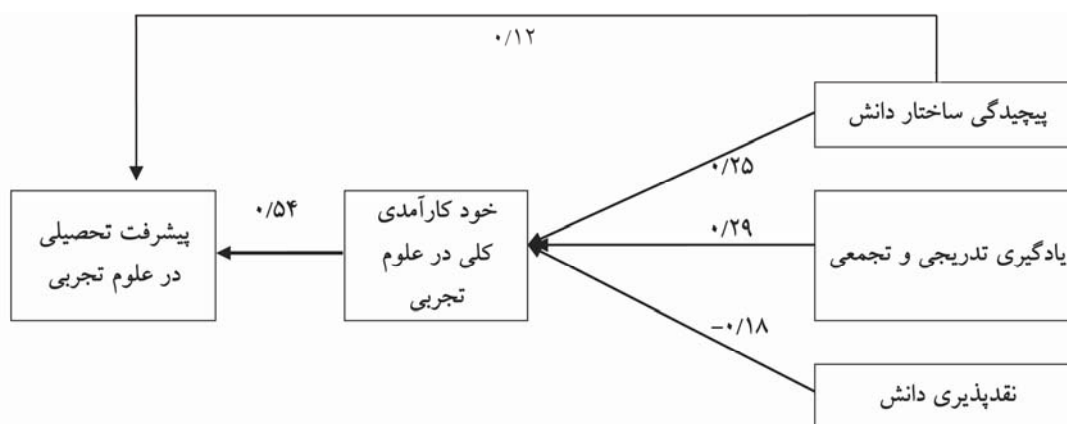 ۰/۱۲
پیچیدگی ساختار دانش
۰/۲۵
یادگیری تدریجی و تجمعی
۰/۲۹
خود کارآمدی
کلی در علوم
تجربی
۰/۵۴
پیشرفت تحصیلی
در علوم تجربی
-۰/۱۸
نقدپذیری دانش